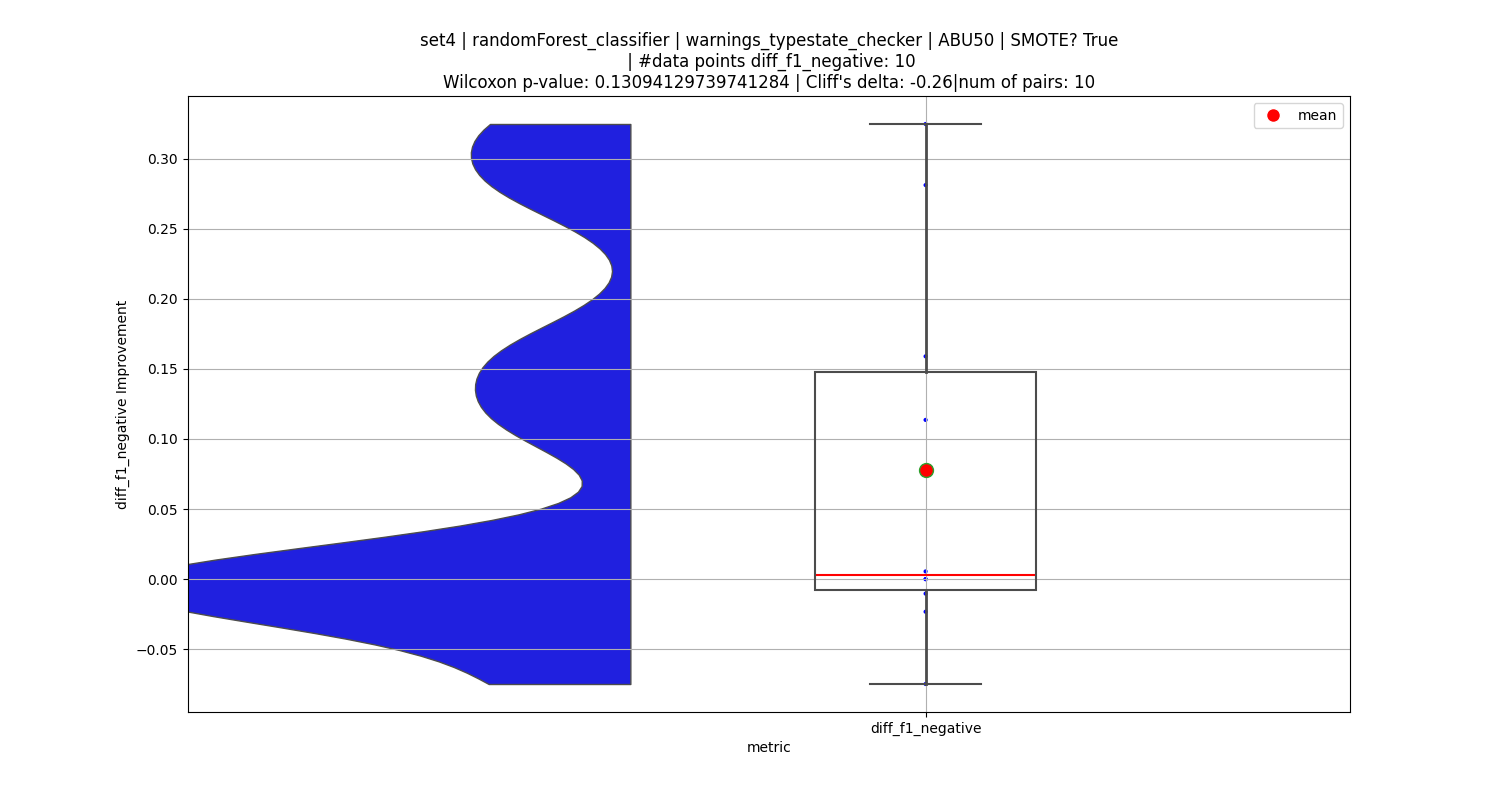 set4 | randomForest_classifier | warnings_typestate_checker | ABU50 | SMOTE? True
| #data points diff_f1_negative: 10
Wilcoxon p-value: 0.13094129739741284 | Cliff's delta: -0.26|num of pairs: 10
mean
0.30
0.25
0.20
0.15
0.10
0.05
0.00
−0.05
diff_f1_negative Improvement
diff_f1_negative
metric